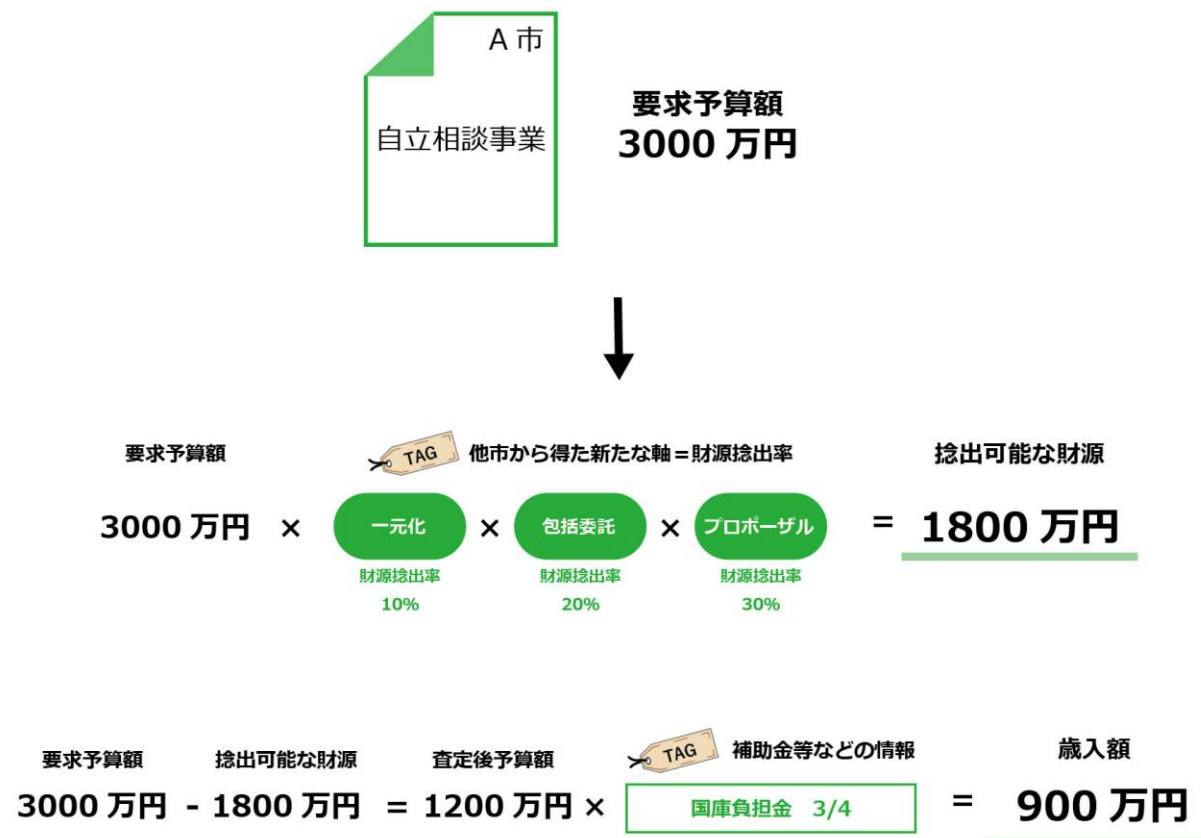 A 市
自立相談事業
要求予算額
3000 万円
要求予算額
TAG
他市から得た新たな軸=財源捻出率
捻出可能な財源
3000 万円 × 一元化 × 包括委託 × プロポーザル = 1800 万円
財源捻出率 財源捻出率 財源捻出率
10% 20% 30%
要求予算額 捻出可能な財源 査定後予算額
TAG
補助金等などの情報
歳入額
3000 万円 - 1800 万円 = 1200 万円 × 国庫負担金 3/4 = 900 万円